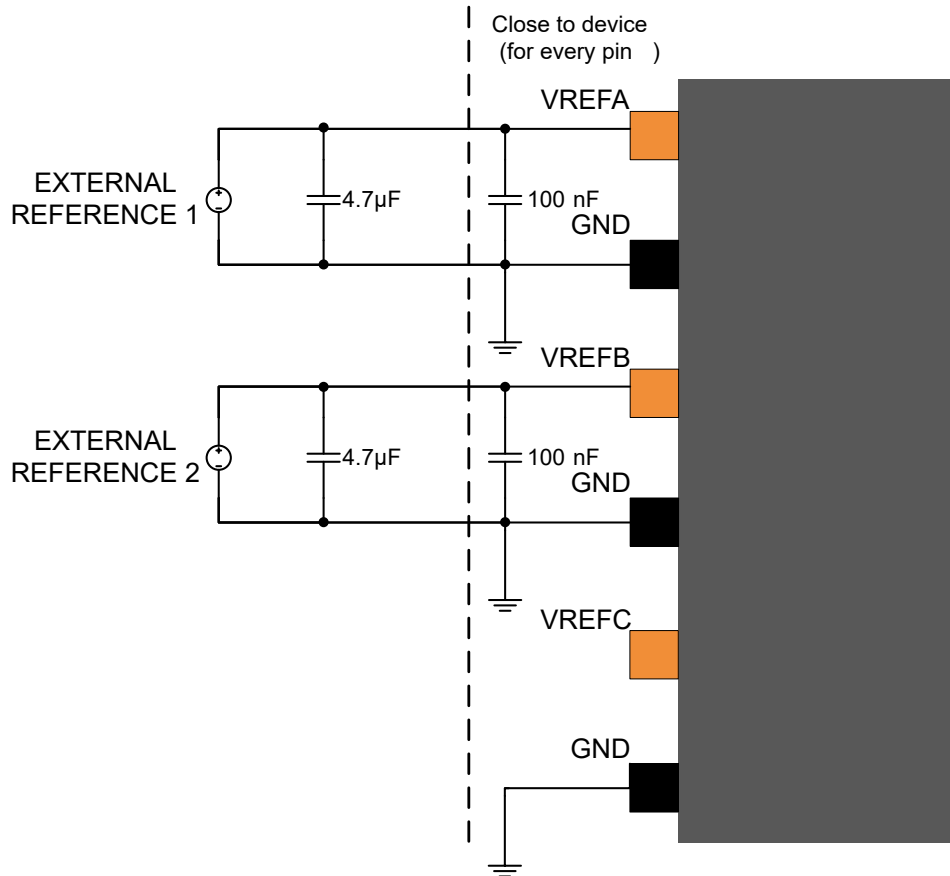 Close to device
(for every pin )
VREFA
EXTERNAL
REFERENCE 1
+
-
4.7µF
100 nF
GND
VREFB
EXTERNAL
REFERENCE 2
+
-
4.7µF
100 nF
GND
VREFC
GND